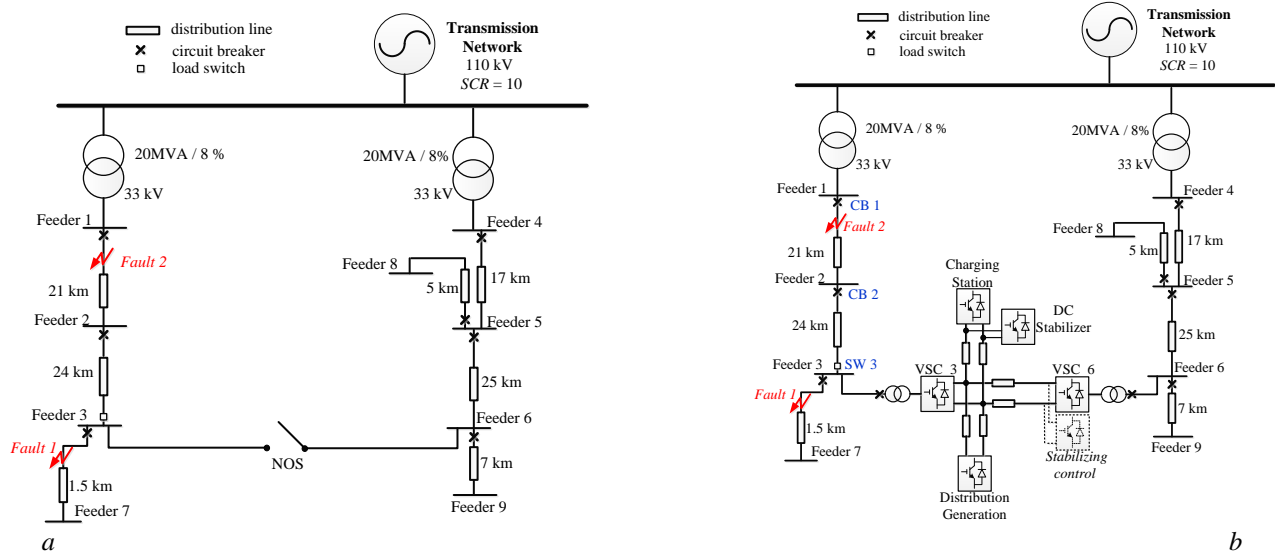 distribution line
circuit breaker
load switch
Transmission
Network
110 kV
SCR = 10
20MVA / 8 %
33 kV
20MVA / 8%
33 kV
Feeder 1
Fault 2
21 km
Feeder 2
24 km
Feeder 3
Fault 1
1.5 km
Feeder 7
NOS
Feeder 4
Feeder 8
5 km
17 km
Feeder 5
25 km
Feeder 6
7 km
Feeder 9
a
distribution line
circuit breaker
load switch
Transmission
Network
110 kV
SCR = 10
20MVA / 8 %
33 kV
20MVA / 8%
33 kV
Feeder 1
CB 1
Fault 2
21 km
Feeder 2
CB 2
24 km
Feeder 3
SW 3
Fault 1
1.5 km
Feeder 7
VSC 3
Charging
Station
DC
Stabilizer
VSC 6
Stabilizing
control
Distribution
Generation
Feeder 4
Feeder 8
5 km
17 km
Feeder 5
25 km
Feeder 6
7 km
Feeder 9
b